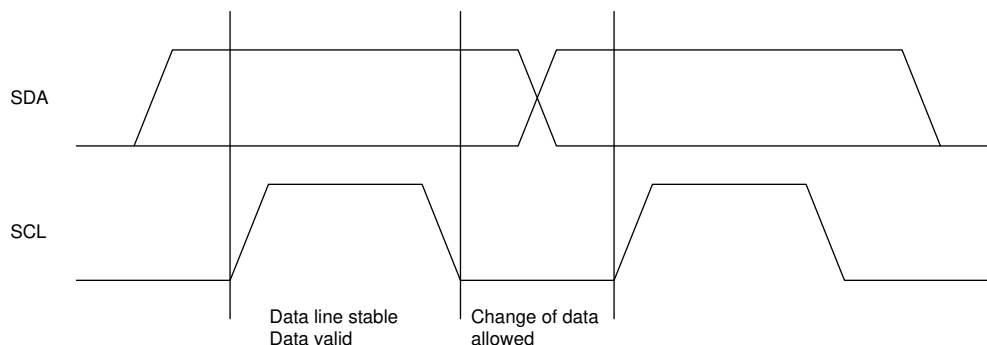 SDA
SCL
Data line stable
Data valid
Change of data
allowed